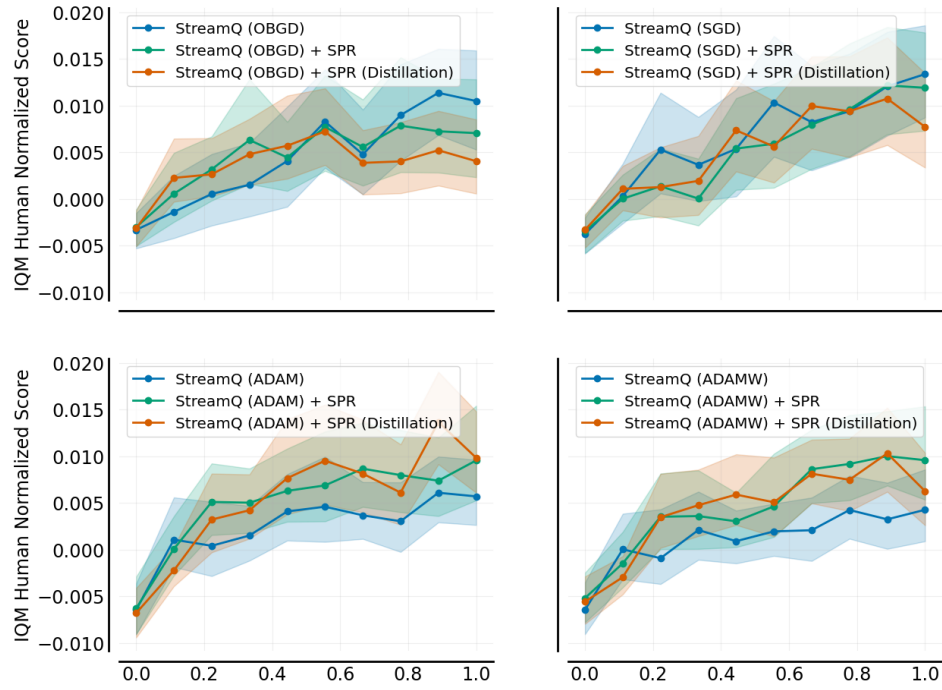 IQM Human Normalized Score
0.020
0.015
0.010
0.005
0.000
−0.005
−0.010
StreamQ (OBGD)
StreamQ (OBGD) + SPR
StreamQ (OBGD) + SPR (Distillation)
StreamQ (SGD)
StreamQ (SGD) + SPR
StreamQ (SGD) + SPR (Distillation)
IQM Human Normalized Score
0.020
0.015
0.010
0.005
0.000
−0.005
−0.010
StreamQ (ADAM)
StreamQ (ADAM) + SPR
StreamQ (ADAM) + SPR (Distillation)
0.0 0.2 0.4 0.6 0.8 1.0
StreamQ (ADAMW)
StreamQ (ADAMW) + SPR
StreamQ (ADAMW) + SPR (Distillation)
0.0 0.2 0.4 0.6 0.8 1.0